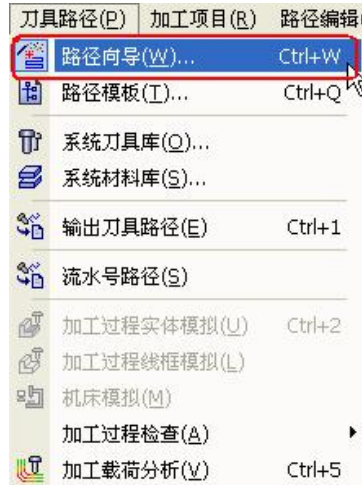 刀具路径(P) 加工项目(R) 路径编辑
路径向导(W)... Ctrl+W
路径模板(T)... Ctrl+Q
系统刀具库(O)...
系统材料库(S)...
输出刀具路径(E) Ctrl+1
流水号路径(S)
加工过程实体模拟(U) Ctrl+2
加工过程线框模拟(L)
机床模拟(M)
加工过程检查(A)
加工载荷分析(V) Ctrl+5